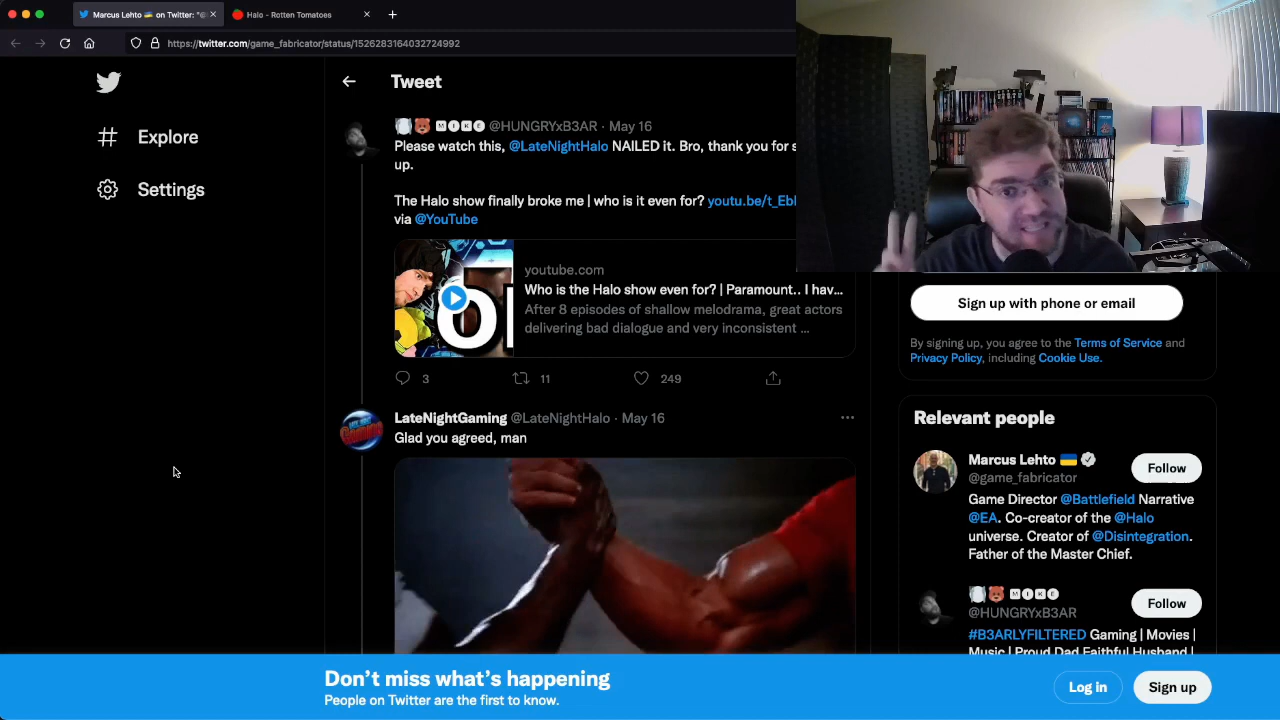 Marcus Lehto 🇺🇦 on Twitter: "@
Halo - Rotten Tomatoes
https://twitter.com/game_fabricator/status/1526283164032724992
Explore
Settings
Tweet
🅼🅸🅺🅴 @HUNGRYxB3AR · May 16
Please watch this, @LateNightHalo NAILED it. Bro, thank you for s
up.
The Halo show finally broke me | who is it even for? youtu.be/t_Ebl
via @YouTube
youtube.com
Who is the Halo show even for? | Paramount.. I hav...
After 8 episodes of shallow melodrama, great actors
delivering bad dialogue and very inconsistent ...
3
11
249
LateNightGaming @LateNightHalo · May 16
Glad you agreed, man
Sign up with phone or email
By signing up, you agree to the Terms of Service and
Privacy Policy, including Cookie Use.
Relevant people
Marcus Lehto 🇺🇦
@game_fabricator
Follow
Game Director @Battlefield Narrative
@EA. Co-creator of the @Halo
universe. Creator of @Disintegration.
Father of the Master Chief.
🅼🅸🅺🅴
@HUNGRYxB3AR
Follow
#B3ARLYFILTERED Gaming | Movies |
Music | Proud Dad Faithful Husband |
Don't miss what's happening
People on Twitter are the first to know.
Log in
Sign up